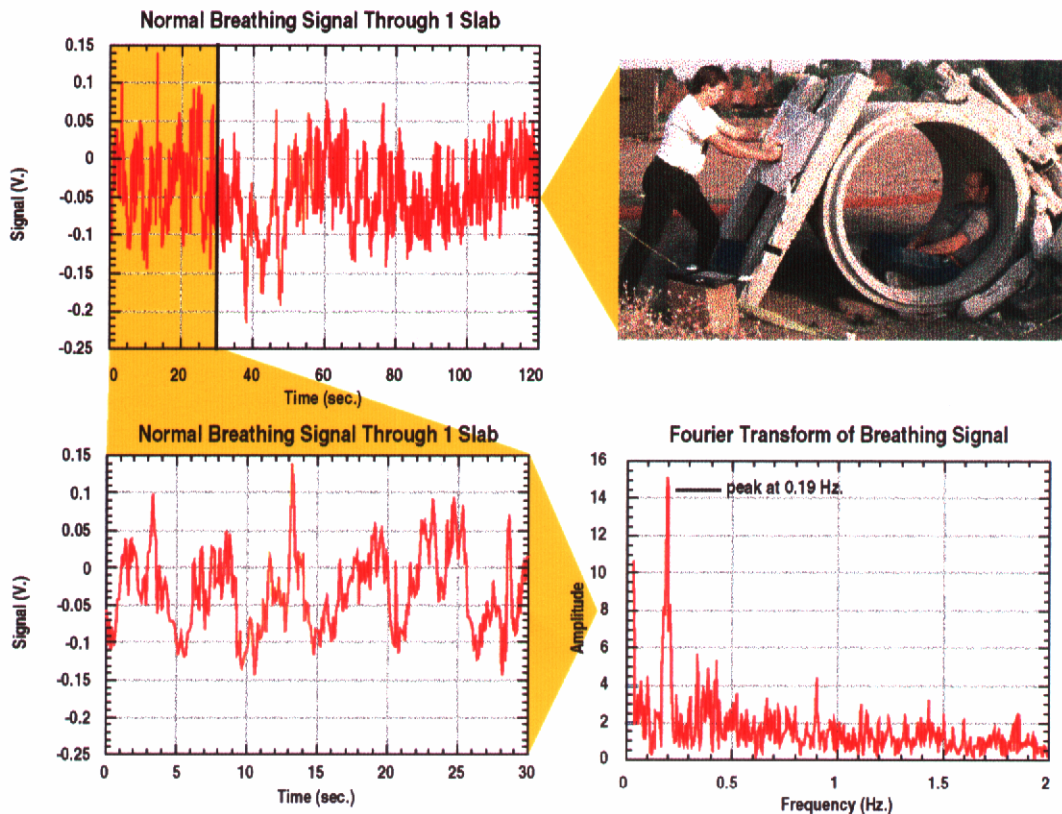 Normal Breathing Signal Through 1 Slab
0.15
0.1
0.05
0
-0.05
-0.1
-0.15
-0.2
-0.25
Signal (V.)
0 20 40 60 80 100 120
Time (sec.)
Normal Breathing Signal Through 1 Slab
0.15
0.1
0.05
0
-0.05
-0.1
-0.15
-0.2
-0.25
Signal (V.)
0 5 10 15 20 25 30
Time (sec.)
Fourier Transform of Breathing Signal
16
14
12
10
8
6
4
2
0
Amplitude
peak at 0.19 Hz.
0 0.5 1 1.5 2
Frequency (Hz.)